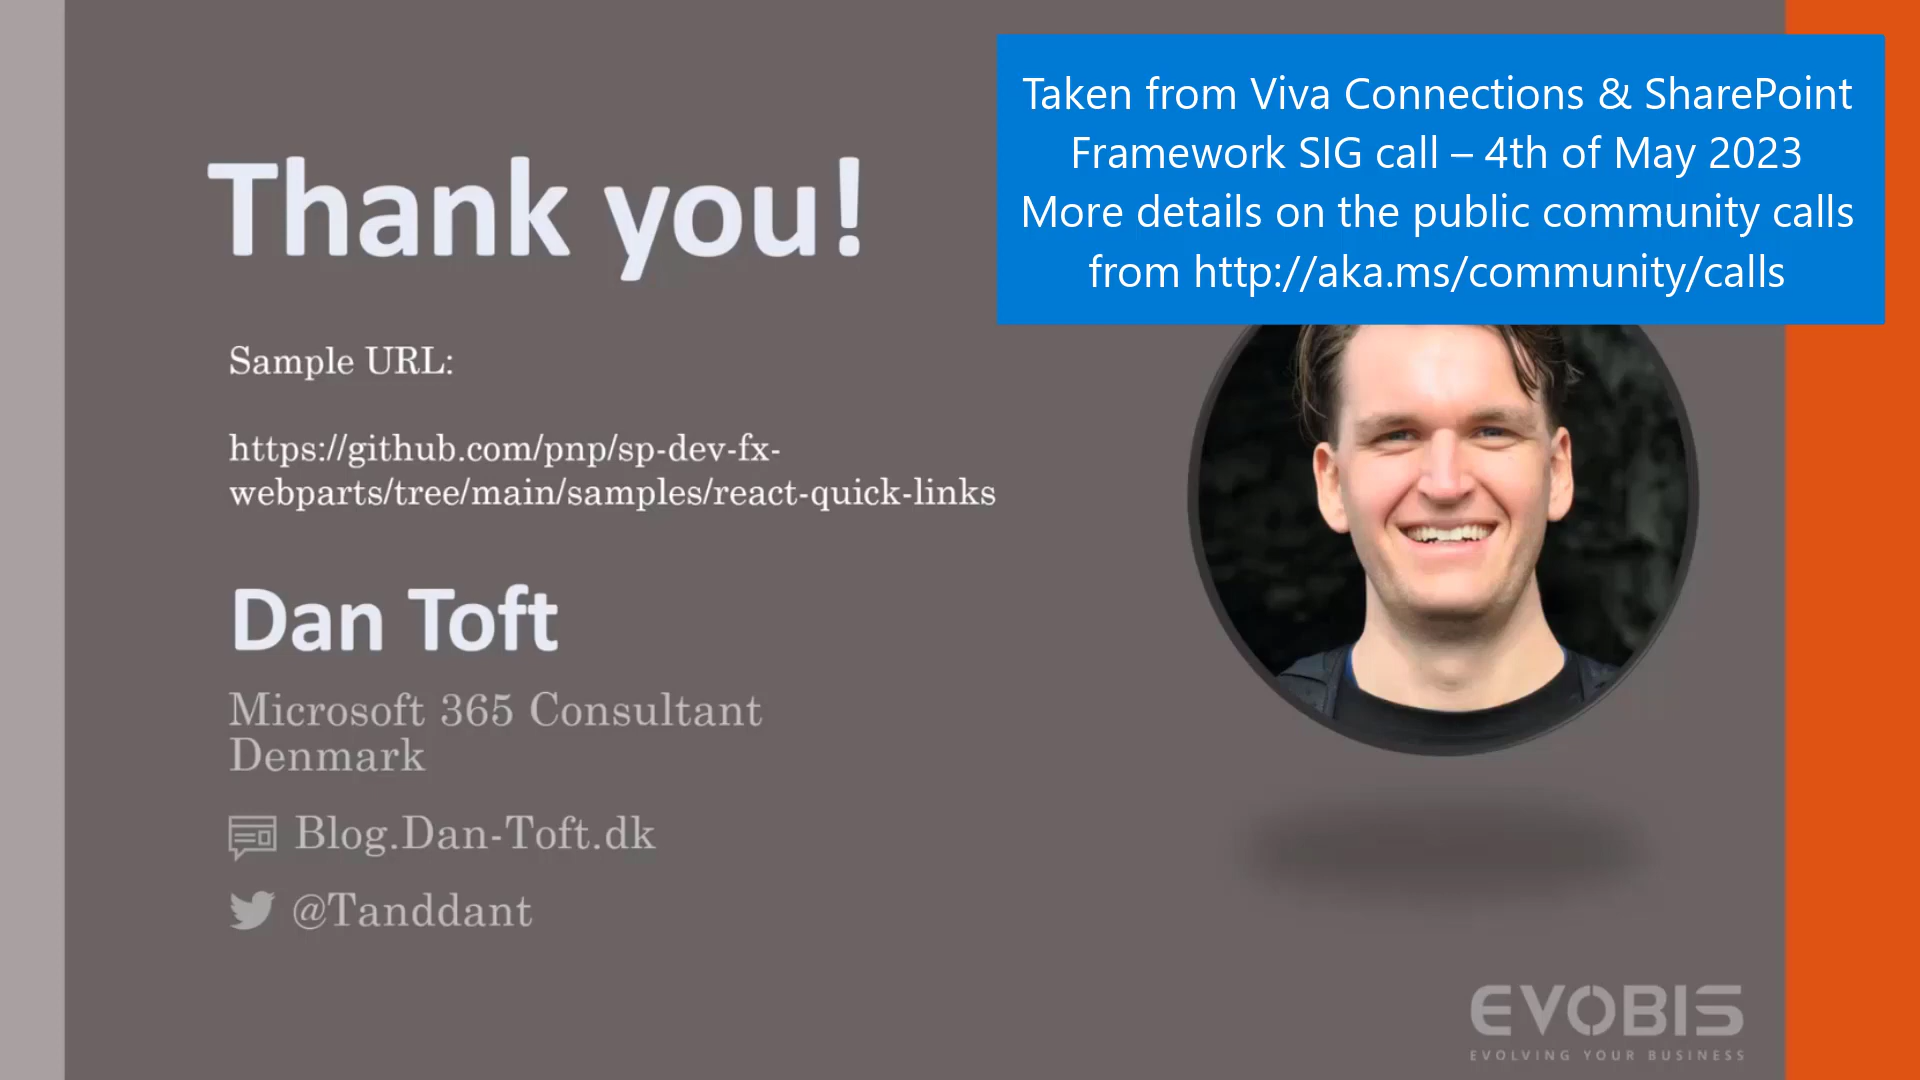 Taken from Viva Connections & SharePoint
Framework SIG call – 4th of May 2023
More details on the public community calls
from http://aka.ms/community/calls
Thank you!
Sample URL:
https://github.com/pnp/sp-dev-fx-
webparts/tree/main/samples/react-quick-links
Dan Toft
Microsoft 365 Consultant
Denmark
Blog.Dan-Toft.dk
@Tanddant
EVOBIS
EVOLVING YOUR BUSINESS